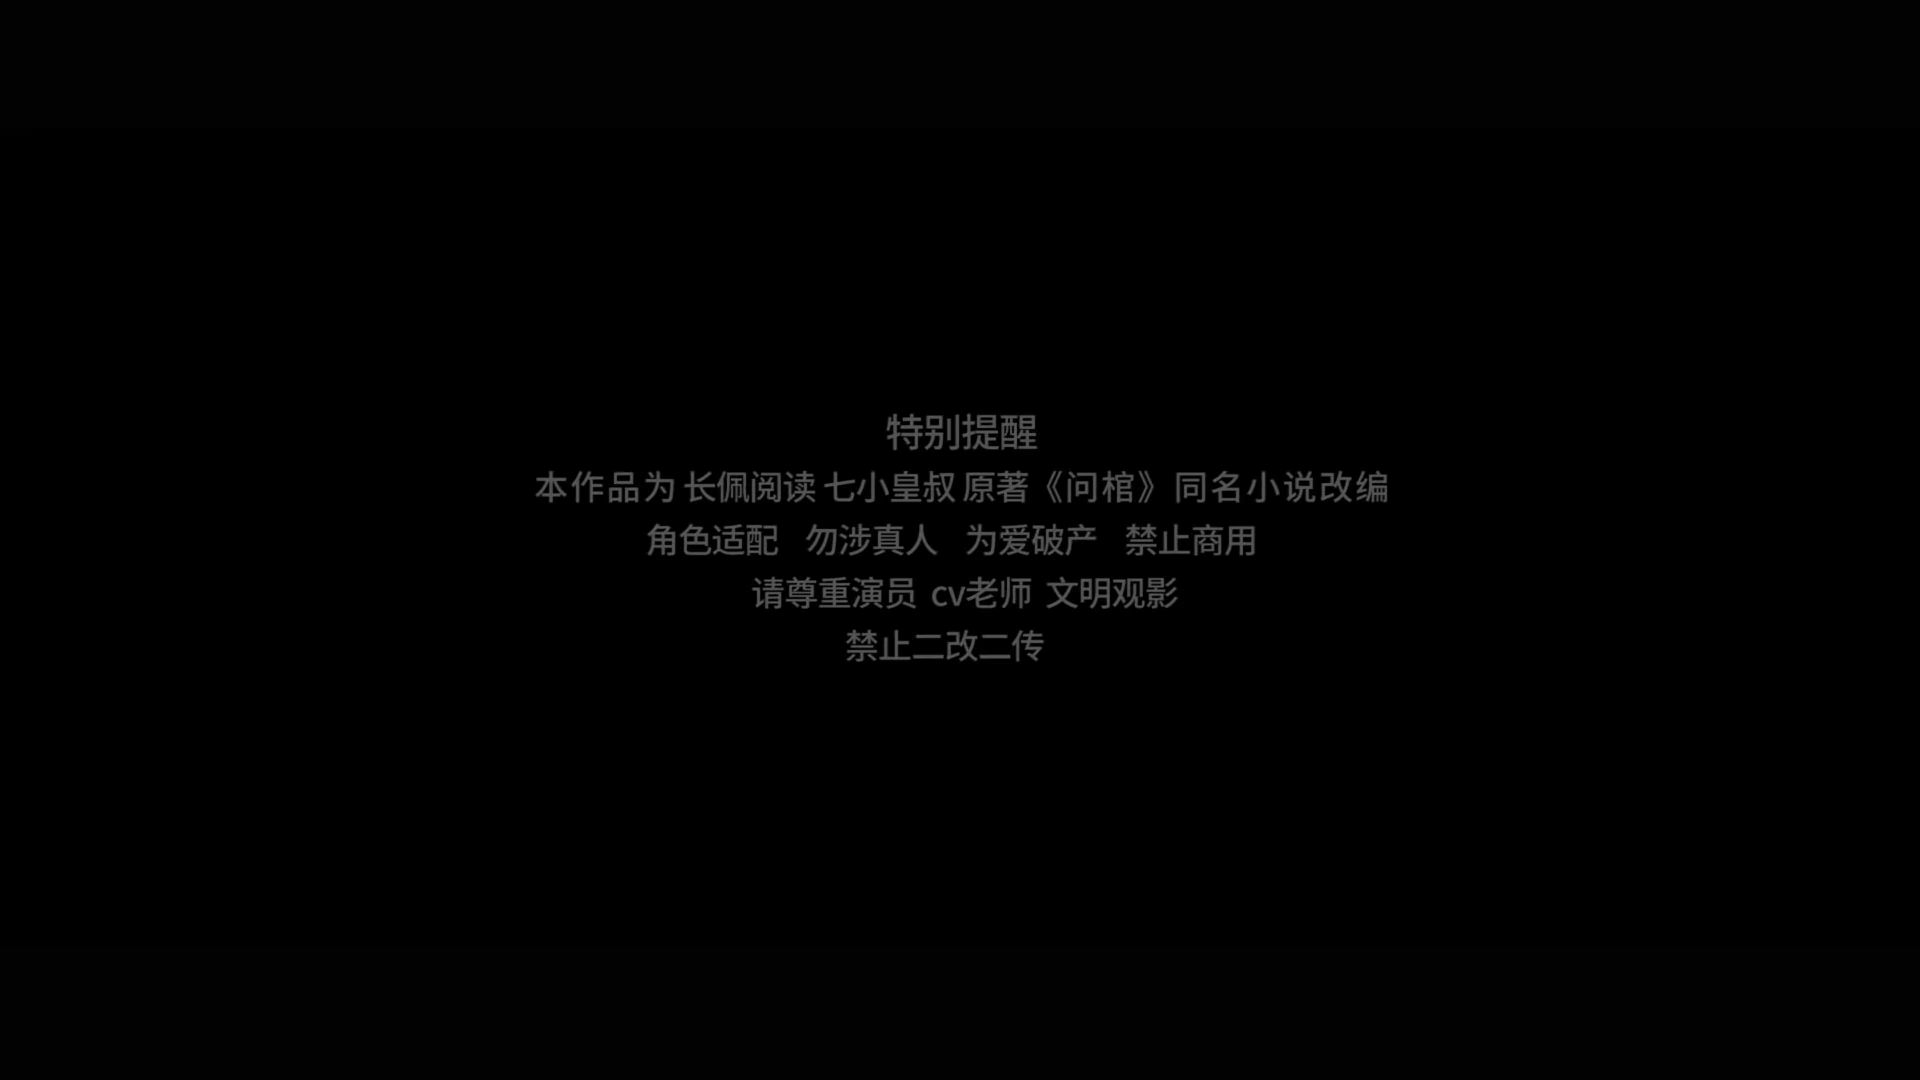 特别提醒
本作品为 长佩阅读 七小皇叔 原著《问棺》同名小说改编
角色适配 勿涉真人 为爱破产 禁止商用
请尊重演员 cv老师 文明观影
禁止二改二传